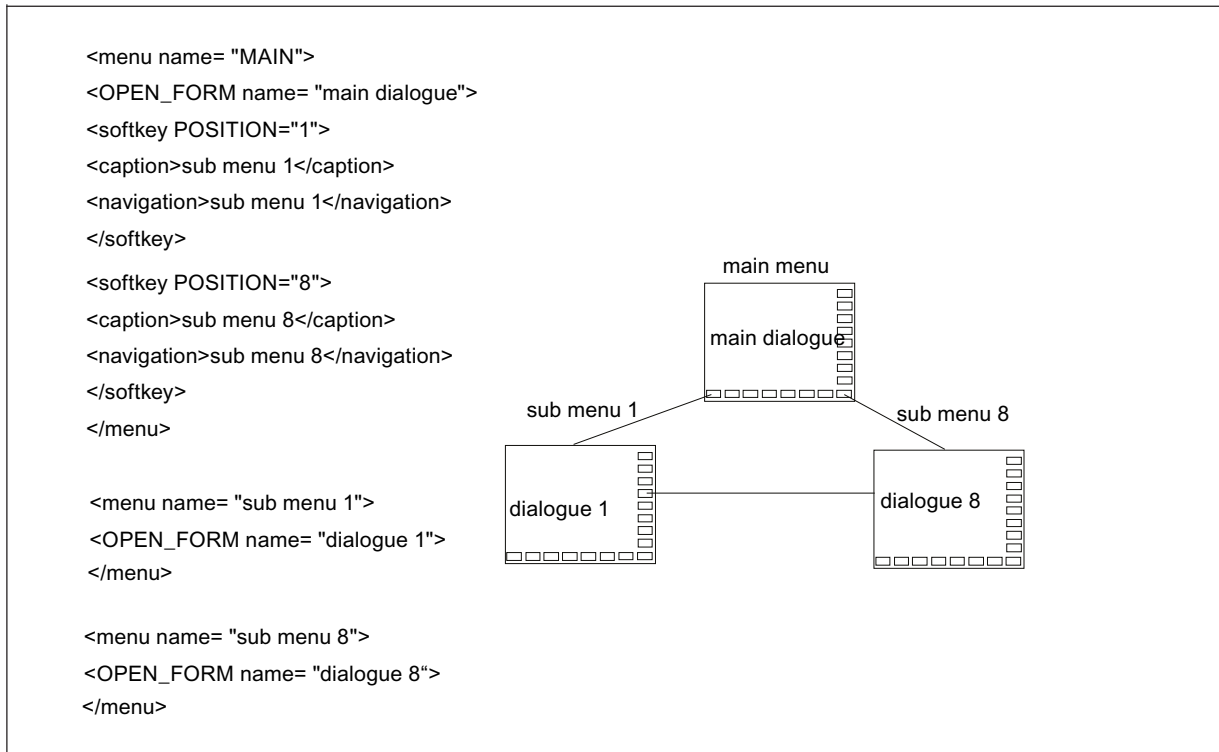 <menu name= "MAIN">
<OPEN_FORM name= "main dialogue">
<softkey POSITION="1">
<caption>sub menu 1</caption>
<navigation>sub menu 1</navigation>
</softkey>
<softkey POSITION="8">
<caption>sub menu 8</caption>
<navigation>sub menu 8</navigation>
</softkey>
</menu>
<menu name= "sub menu 1">
<OPEN_FORM name= "dialogue 1">
</menu>
<menu name= "sub menu 8">
<OPEN_FORM name= "dialogue 8“>
</menu>
main menu
main dialogue
sub menu 1
sub menu 8
dialogue 1
dialogue 8